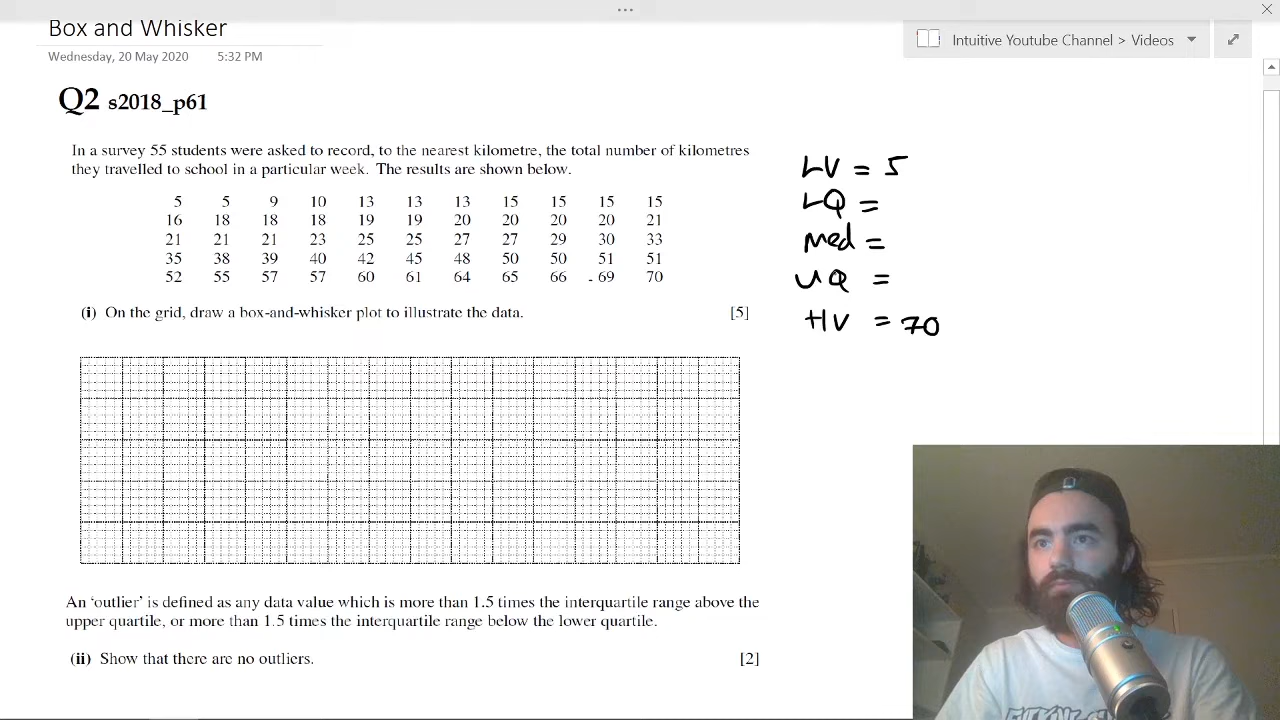 Box and Whisker
Wednesday, 20 May 2020 5:32 PM
Intuitive Youtube Channel > Videos
Q2 s2018_p61
In a survey 55 students were asked to record, to the nearest kilometre, the total number of kilometres
they travelled to school in a particular week. The results are shown below.
5 5 9 10 13 13 13 15 15 15 15
16 18 18 18 19 19 20 20 20 20 21
21 21 21 23 25 25 27 27 29 30 33
35 38 39 40 42 45 48 50 50 51 51
52 55 57 57 60 61 64 65 66 69 70
(i) On the grid, draw a box-and-whisker plot to illustrate the data. [5]
LV = 5
LQ =
med =
UQ =
HV = 70
An ‘outlier’ is defined as any data value which is more than 1.5 times the interquartile range above the
upper quartile, or more than 1.5 times the interquartile range below the lower quartile.
(ii) Show that there are no outliers. [2]